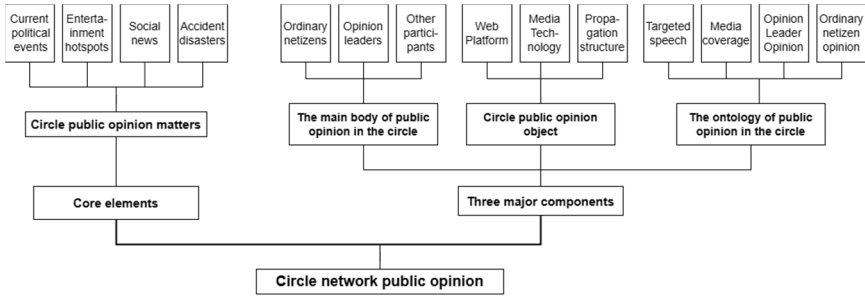 Current
political
events
Enterta-
inment
hotspots
Social
news
Accident
disasters
Ordinary
netizens
Opinion
leaders
Other
partici-
pants
Web
Platform
Media
Tech-
nology
Propa-
gation
structure
Targeted
speech
Media
coverage
Opinion
Leader
Opinion
Ordinary
netizen
opinion
Circle public opinion matters
The main body of public
opinion in the circle
Circle public opinion
object
The ontology of public
opinion in the circle
Core elements
Three major components
Circle network public opinion